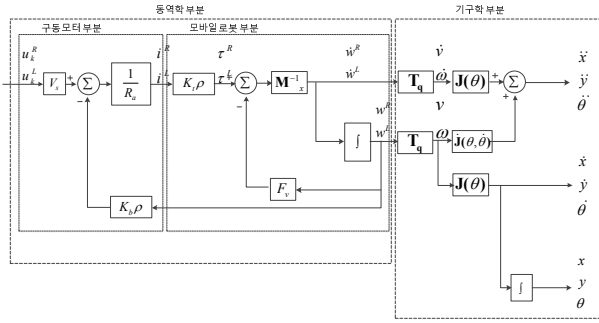 동역학 부분
기구학 부분
구동모터 부분
모바일로봇 부분
u_k^R
u_k^L
V_s
+
Σ
−
1/R_a
i^R
i^L
K_t ρ
τ^R
τ^L
+
Σ
−
M_x^{-1}
ẇ^R
ẇ^L
∫
w^R
w^L
F_v
K_b ρ
T_q
v̇
ω̇
J(θ)
+
Σ
+
ẍ
ÿ
θ̈
T_q
v
ω
J̇(θ,θ̇)
J(θ)
ẋ
ẏ
θ̇
∫
x
y
θ